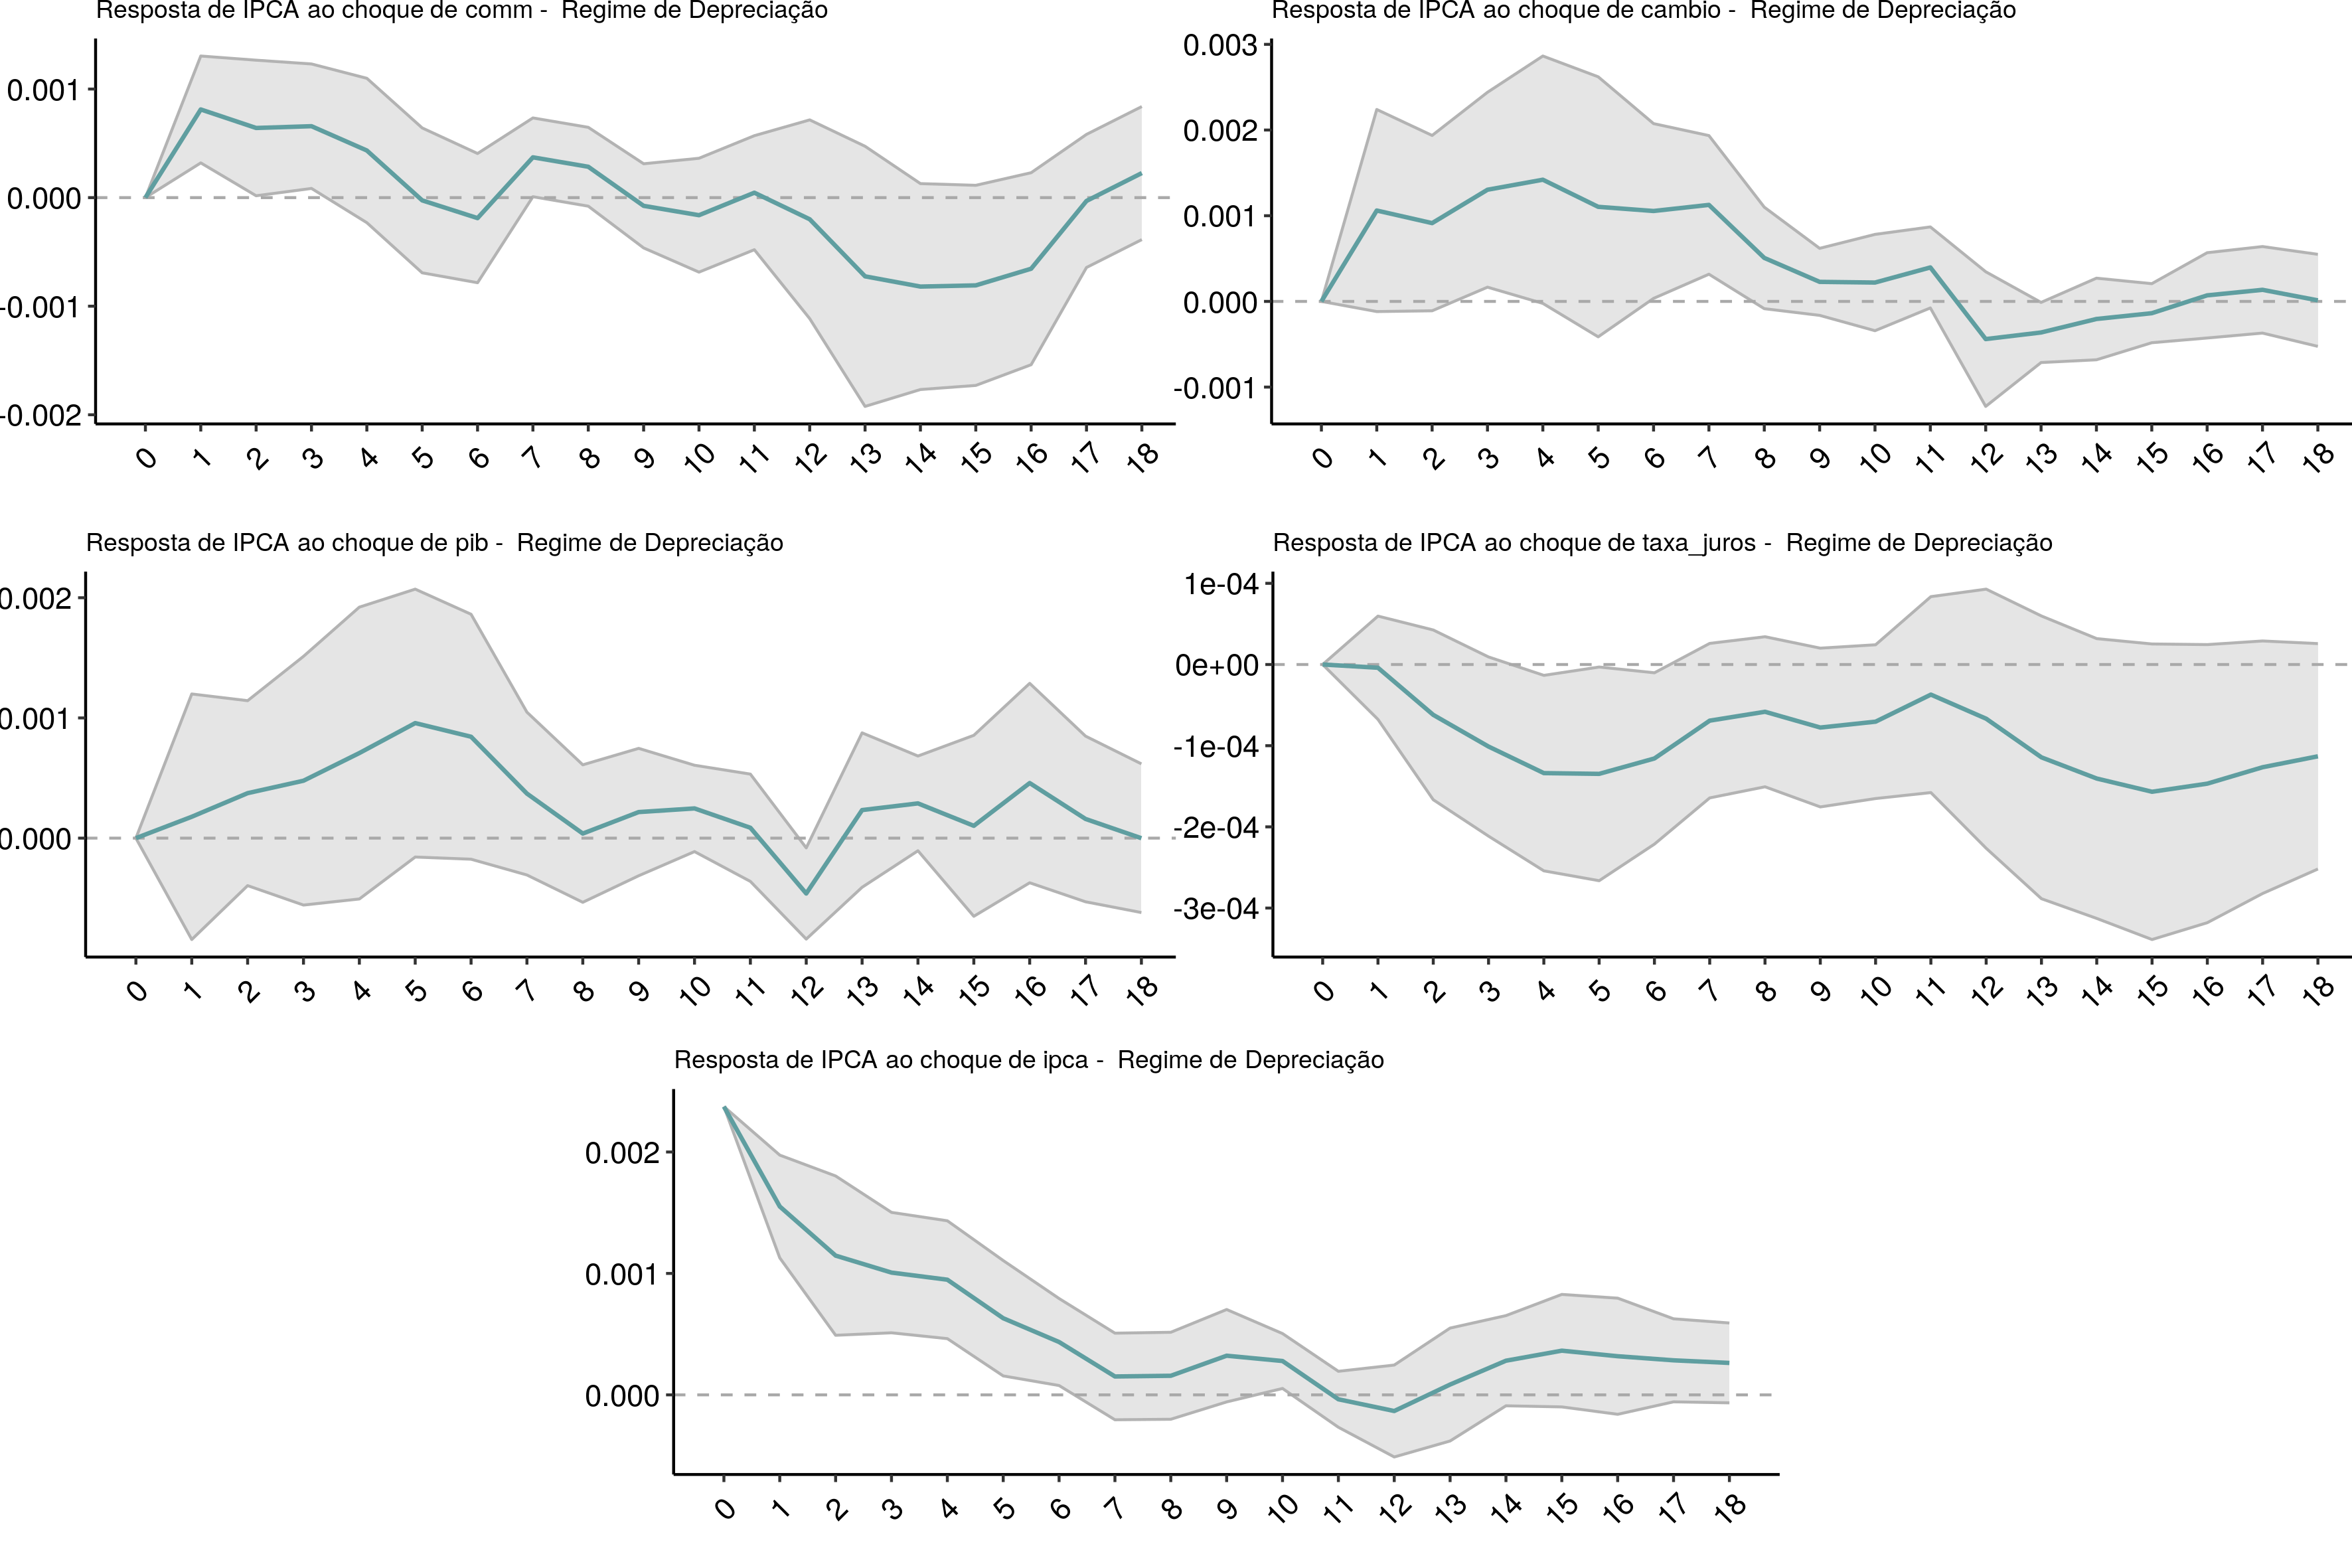 Resposta de IPCA ao choque de comm - Regime de Depreciação
0.001
0.000
-0.001
-0.002
0 1 2 3 4 5 6 7 8 9 10 11 12 13 14 15 16 17 18
Resposta de IPCA ao choque de cambio - Regime de Depreciação
0.003
0.002
0.001
0.000
-0.001
0 1 2 3 4 5 6 7 8 9 10 11 12 13 14 15 16 17 18
Resposta de IPCA ao choque de pib - Regime de Depreciação
0.002
0.001
0.000
0 1 2 3 4 5 6 7 8 9 10 11 12 13 14 15 16 17 18
Resposta de IPCA ao choque de taxa_juros - Regime de Depreciação
1e-04
0e+00
-1e-04
-2e-04
-3e-04
0 1 2 3 4 5 6 7 8 9 10 11 12 13 14 15 16 17 18
Resposta de IPCA ao choque de ipca - Regime de Depreciação
0.002
0.001
0.000
0 1 2 3 4 5 6 7 8 9 10 11 12 13 14 15 16 17 18